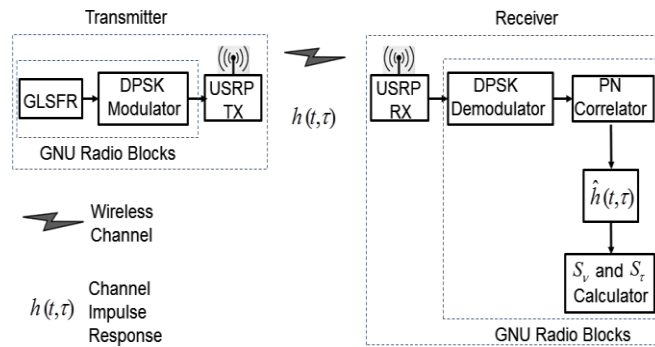 Transmitter
GLSFR
DPSK
Modulator
USRP
TX
GNU Radio Blocks
h(t,τ)
Receiver
USRP
RX
DPSK
Demodulator
PN
Correlator
ĥ(t,τ)
S_ν and S_τ
Calculator
GNU Radio Blocks
Wireless
Channel
h(t,τ)
Channel
Impulse
Response